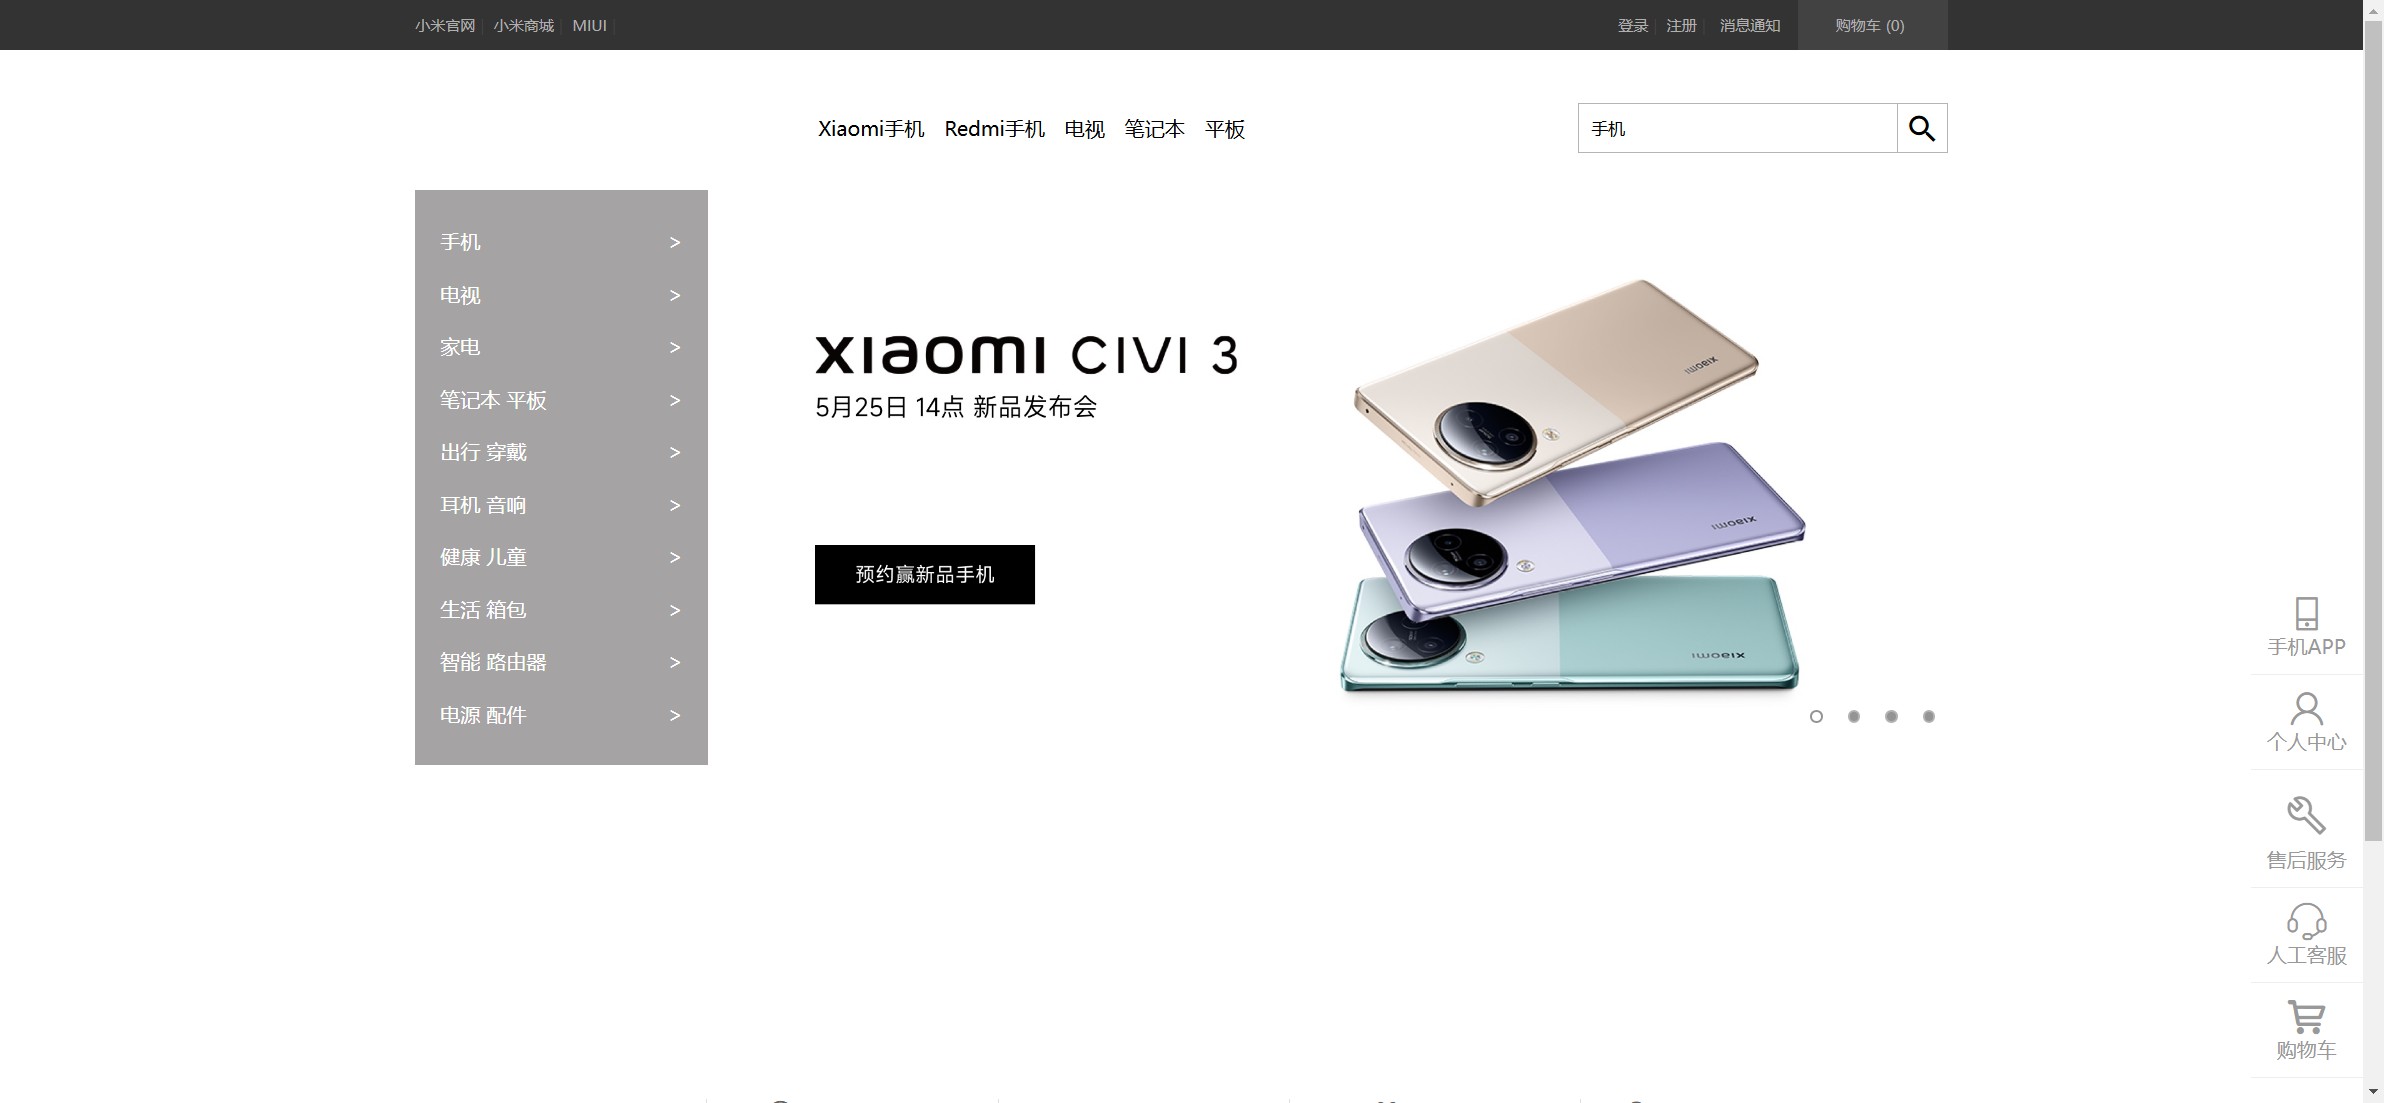 小米官网 小米商城 MIUI 登录 注册 消息通知 购物车 (0)
Xiaomi手机 Redmi手机 电视 笔记本 平板 手机
手机 >
电视 >
家电 >
笔记本 平板 >
出行 穿戴 >
耳机 音响 >
健康 儿童 >
生活 箱包 >
智能 路由器 >
电源 配件 >
xiaomi CIVI 3
5月25日 14点 新品发布会
预约赢新品手机
xiaomi
xiaomi
xiaomi
手机APP
个人中心
售后服务
人工客服
购物车